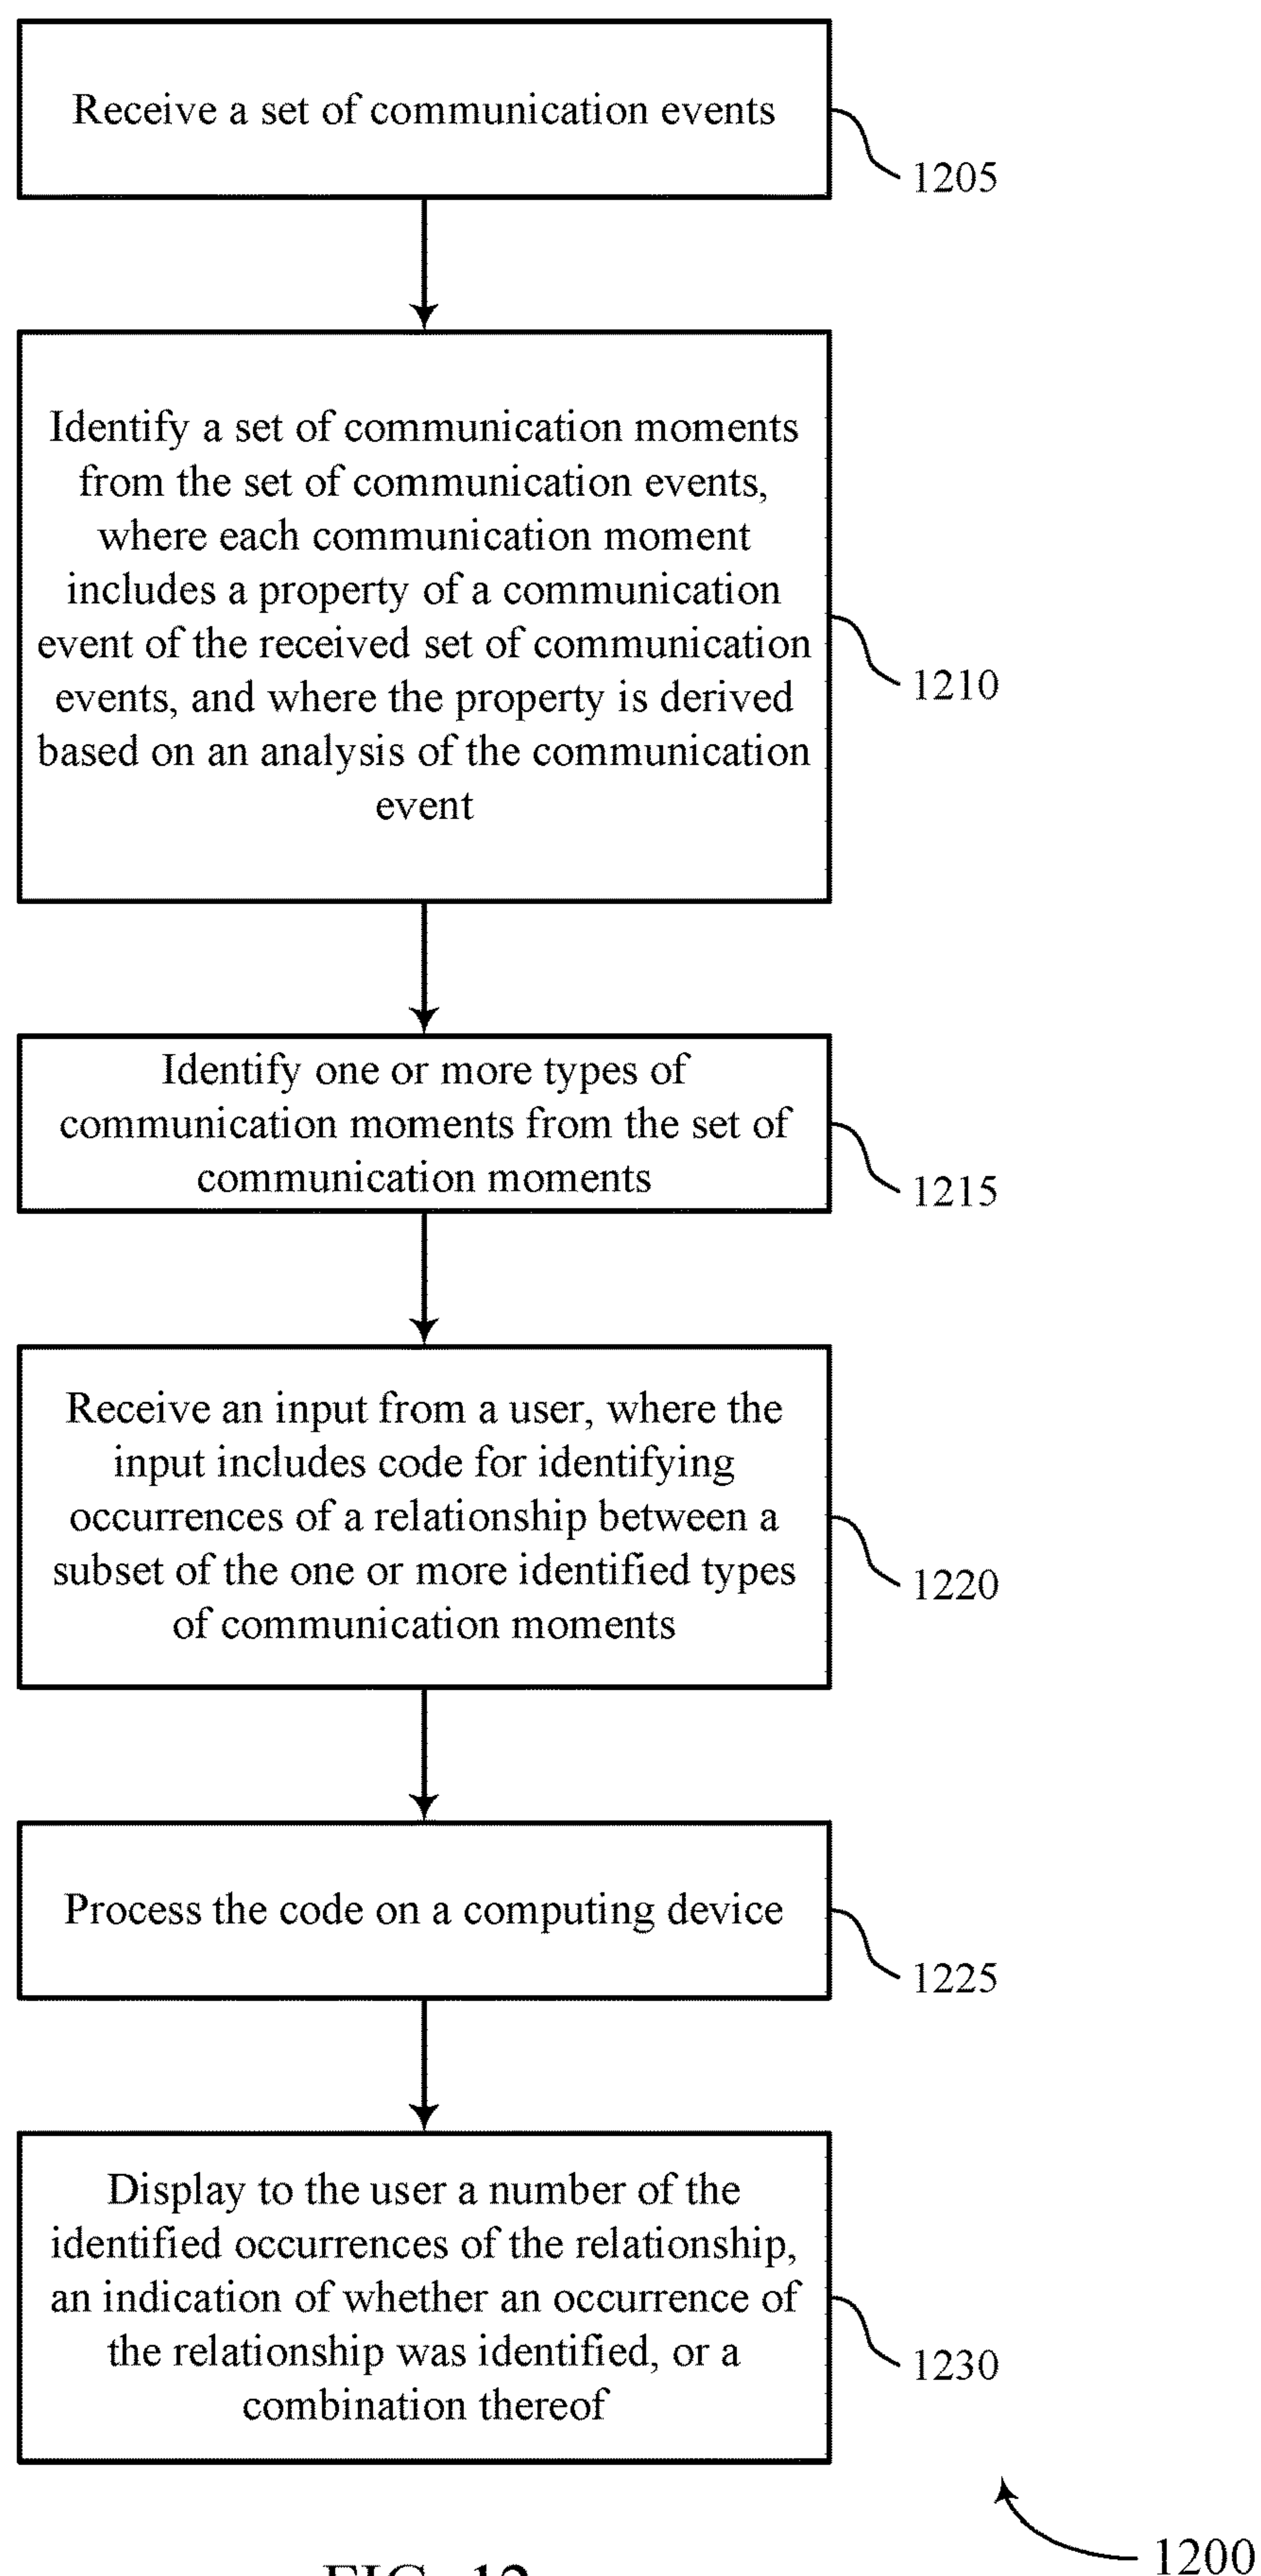 Receive a set of communication events
1205
Identify a set of communication moments
from the set of communication events,
where each communication moment
includes a property of a communication
event of the received set of communication
events, and where the property is derived
based on an analysis of the communication
event
1210
Identify one or more types of
communication moments from the set of
communication moments
1215
Receive an input from a user, where the
input includes code for identifying
occurrences of a relationship between a
subset of the one or more identified types
of communication moments
1220
Process the code on a computing device
1225
Display to the user a number of the
identified occurrences of the relationship,
an indication of whether an occurrence of
the relationship was identified, or a
combination thereof
1230
1200
FIG. 12